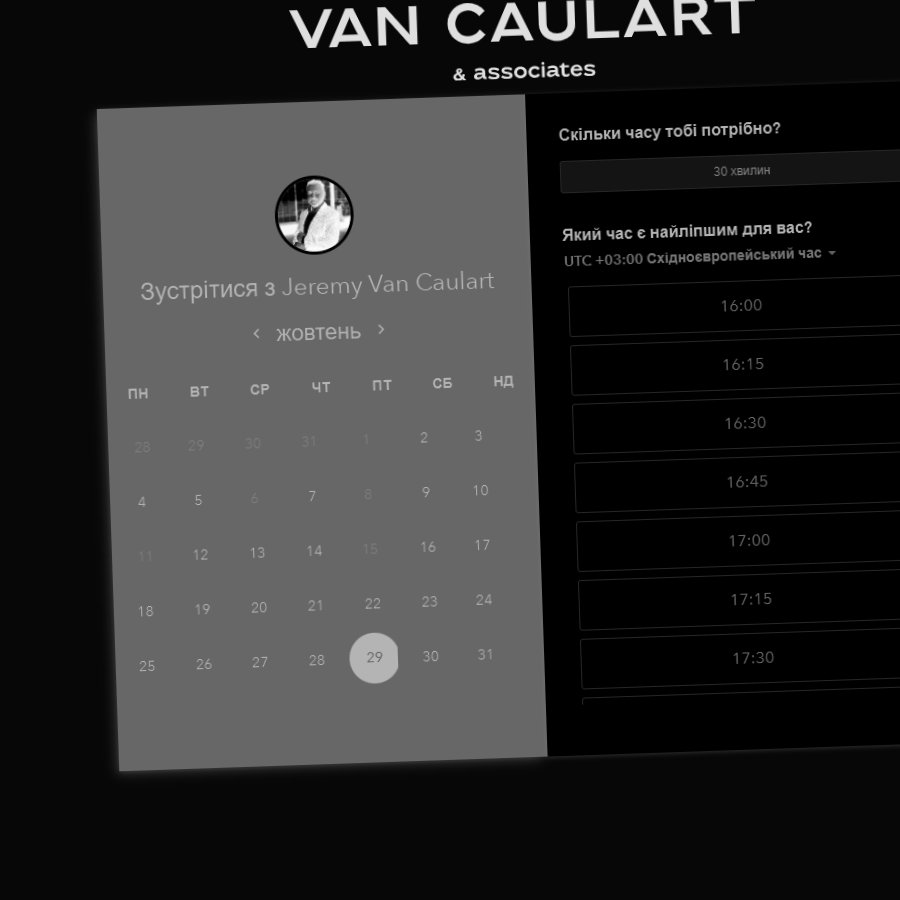 VAN CAULART
& associates
Зустрітися з Jeremy Van Caulart
жовтень
ПН ВТ СР ЧТ ПТ СБ НД
28 29 30 31 1 2 3
4 5 6 7 8 9 10
11 12 13 14 15 16 17
18 19 20 21 22 23 24
25 26 27 28 29 30 31
Скільки часу тобі потрібно?
30 хвилин
Який час є найліпшим для вас?
UTC +03:00 Східноєвропейський час
16:00
16:15
16:30
16:45
17:00
17:15
17:30